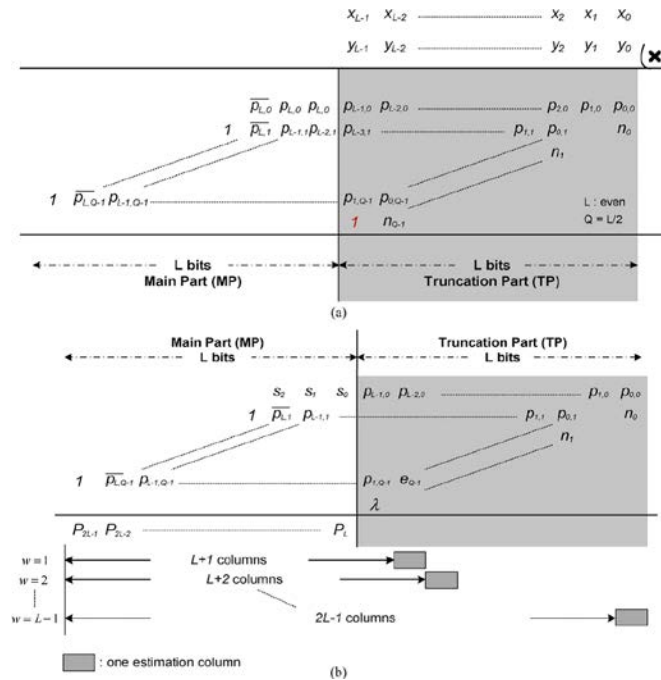 x_{L-1} x_{L-2} x_2 x_1 x_0
y_{L-1} y_{L-2} y_2 y_1 y_0 (×
\overline{p_{L,0}} p_{L,0} p_{L,0} p_{L-1,0} p_{L-2,0} p_{2,0} p_{1,0} p_{0,0}
1 \overline{p_{L,1}} p_{L-1,1} p_{L-2,1} p_{L-3,1} p_{1,1} p_{0,1} n_0
n_1
1 \overline{p_{L,Q-1}} p_{L-1,Q-1} p_{1,Q-1} p_{0,Q-1}
1 n_{Q-1}
L : even
Q = L/2
L bits L bits
Main Part (MP) Truncation Part (TP)
(a)
Main Part (MP) Truncation Part (TP)
L bits L bits
s_2 s_1 s_0 p_{L-1,0} p_{L-2,0} p_{1,0} p_{0,0}
1 \overline{p_{L,1}} p_{L-1,1} p_{1,1} p_{0,1} n_0
n_1
1 \overline{p_{L,Q-1}} p_{L-1,Q-1} p_{1,Q-1} e_{Q-1}
λ
P_{2L-1} P_{2L-2} P_L
w = 1 L+1 columns
w = 2 L+2 columns
w = L-1 2L-1 columns
: one estimation column
(b)